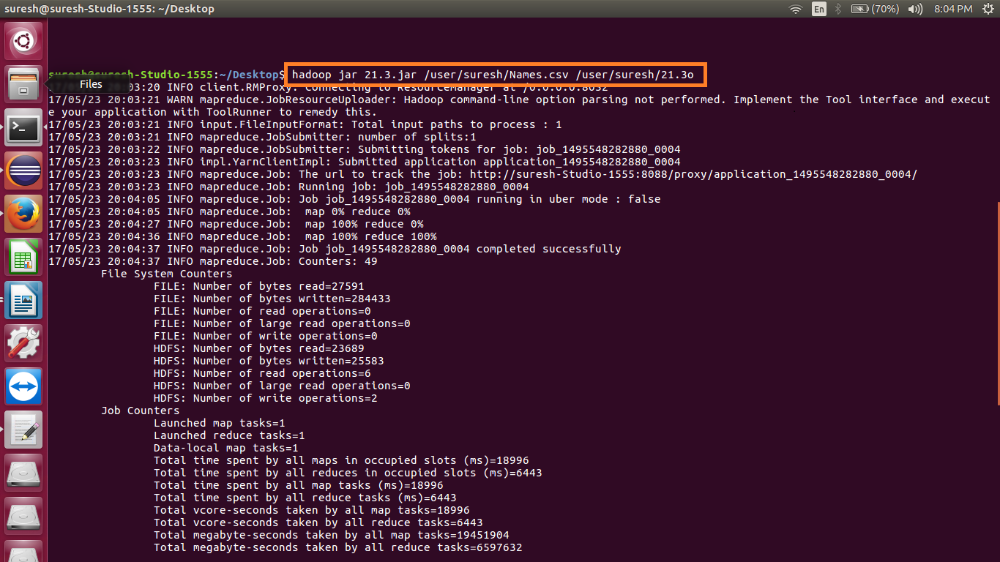 suresh@suresh-Studio-1555: ~/Desktop
En
(70%)
8:04 PM
suresh@suresh-Studio-1555:~/Desktop$ hadoop jar 21.3.jar /user/suresh/Names.csv /user/suresh/21.3o
Files
03:20 INFO client.RMProxy: Connecting to ResourceManager at /0.0.0.0:8032
17/05/23 20:03:21 WARN mapreduce.JobResourceUploader: Hadoop command-line option parsing not performed. Implement the Tool interface and execut
e your application with ToolRunner to remedy this.
17/05/23 20:03:21 INFO input.FileInputFormat: Total input paths to process : 1
17/05/23 20:03:21 INFO mapreduce.JobSubmitter: number of splits:1
17/05/23 20:03:22 INFO mapreduce.JobSubmitter: Submitting tokens for job: job_1495548282880_0004
17/05/23 20:03:23 INFO impl.YarnClientImpl: Submitted application application_1495548282880_0004
17/05/23 20:03:23 INFO mapreduce.Job: The url to track the job: http://suresh-Studio-1555:8088/proxy/application_1495548282880_0004/
17/05/23 20:03:23 INFO mapreduce.Job: Running job: job_1495548282880_0004
17/05/23 20:04:05 INFO mapreduce.Job: Job job_1495548282880_0004 running in uber mode : false
17/05/23 20:04:05 INFO mapreduce.Job:  map 0% reduce 0%
17/05/23 20:04:27 INFO mapreduce.Job:  map 100% reduce 0%
17/05/23 20:04:36 INFO mapreduce.Job:  map 100% reduce 100%
17/05/23 20:04:37 INFO mapreduce.Job: Job job_1495548282880_0004 completed successfully
17/05/23 20:04:37 INFO mapreduce.Job: Counters: 49
File System Counters
FILE: Number of bytes read=27591
FILE: Number of bytes written=284433
FILE: Number of read operations=0
FILE: Number of large read operations=0
FILE: Number of write operations=0
HDFS: Number of bytes read=23689
HDFS: Number of bytes written=25583
HDFS: Number of read operations=6
HDFS: Number of large read operations=0
HDFS: Number of write operations=2
Job Counters
Launched map tasks=1
Launched reduce tasks=1
Data-local map tasks=1
Total time spent by all maps in occupied slots (ms)=18996
Total time spent by all reduces in occupied slots (ms)=6443
Total time spent by all map tasks (ms)=18996
Total time spent by all reduce tasks (ms)=6443
Total vcore-seconds taken by all map tasks=18996
Total vcore-seconds taken by all reduce tasks=6443
Total megabyte-seconds taken by all map tasks=19451904
Total megabyte-seconds taken by all reduce tasks=6597632